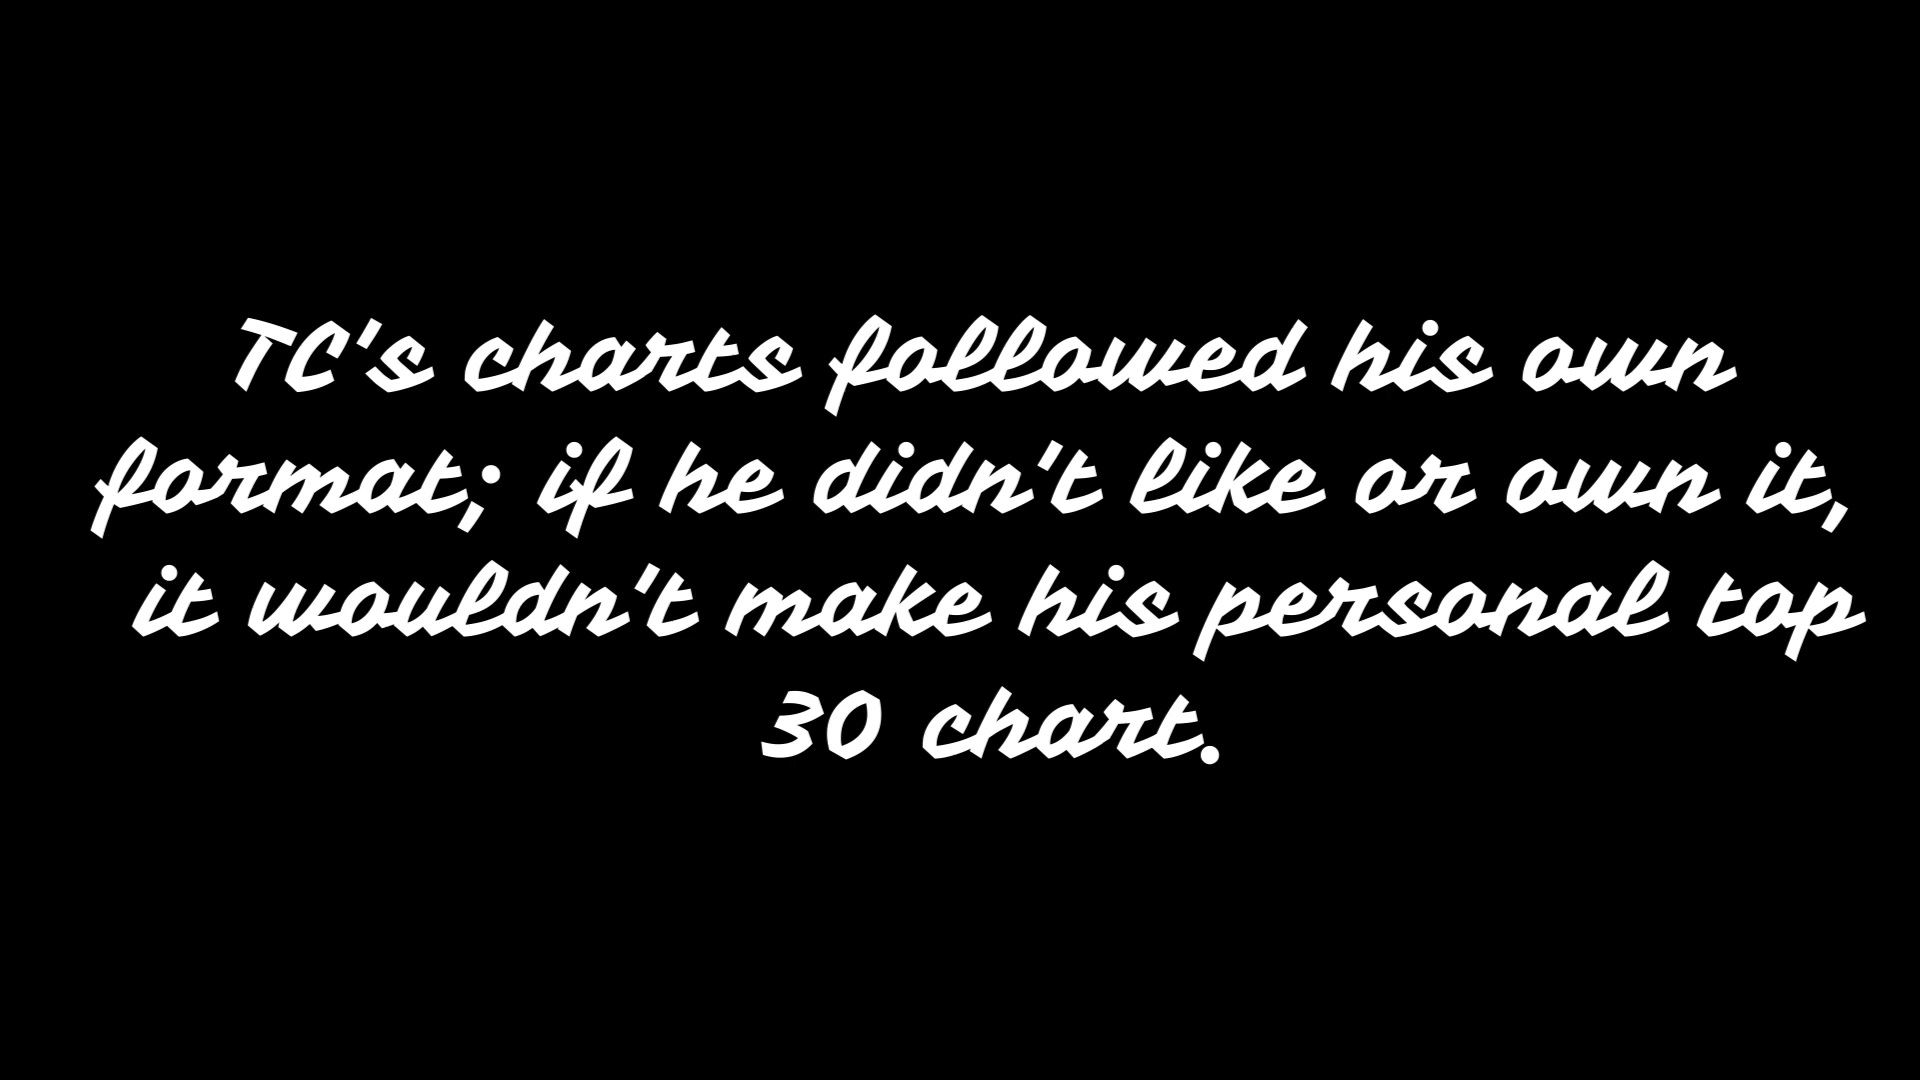 TC's charts followed his own
format; if he didn't like or own it,
it wouldn't make his personal top
30 chart.